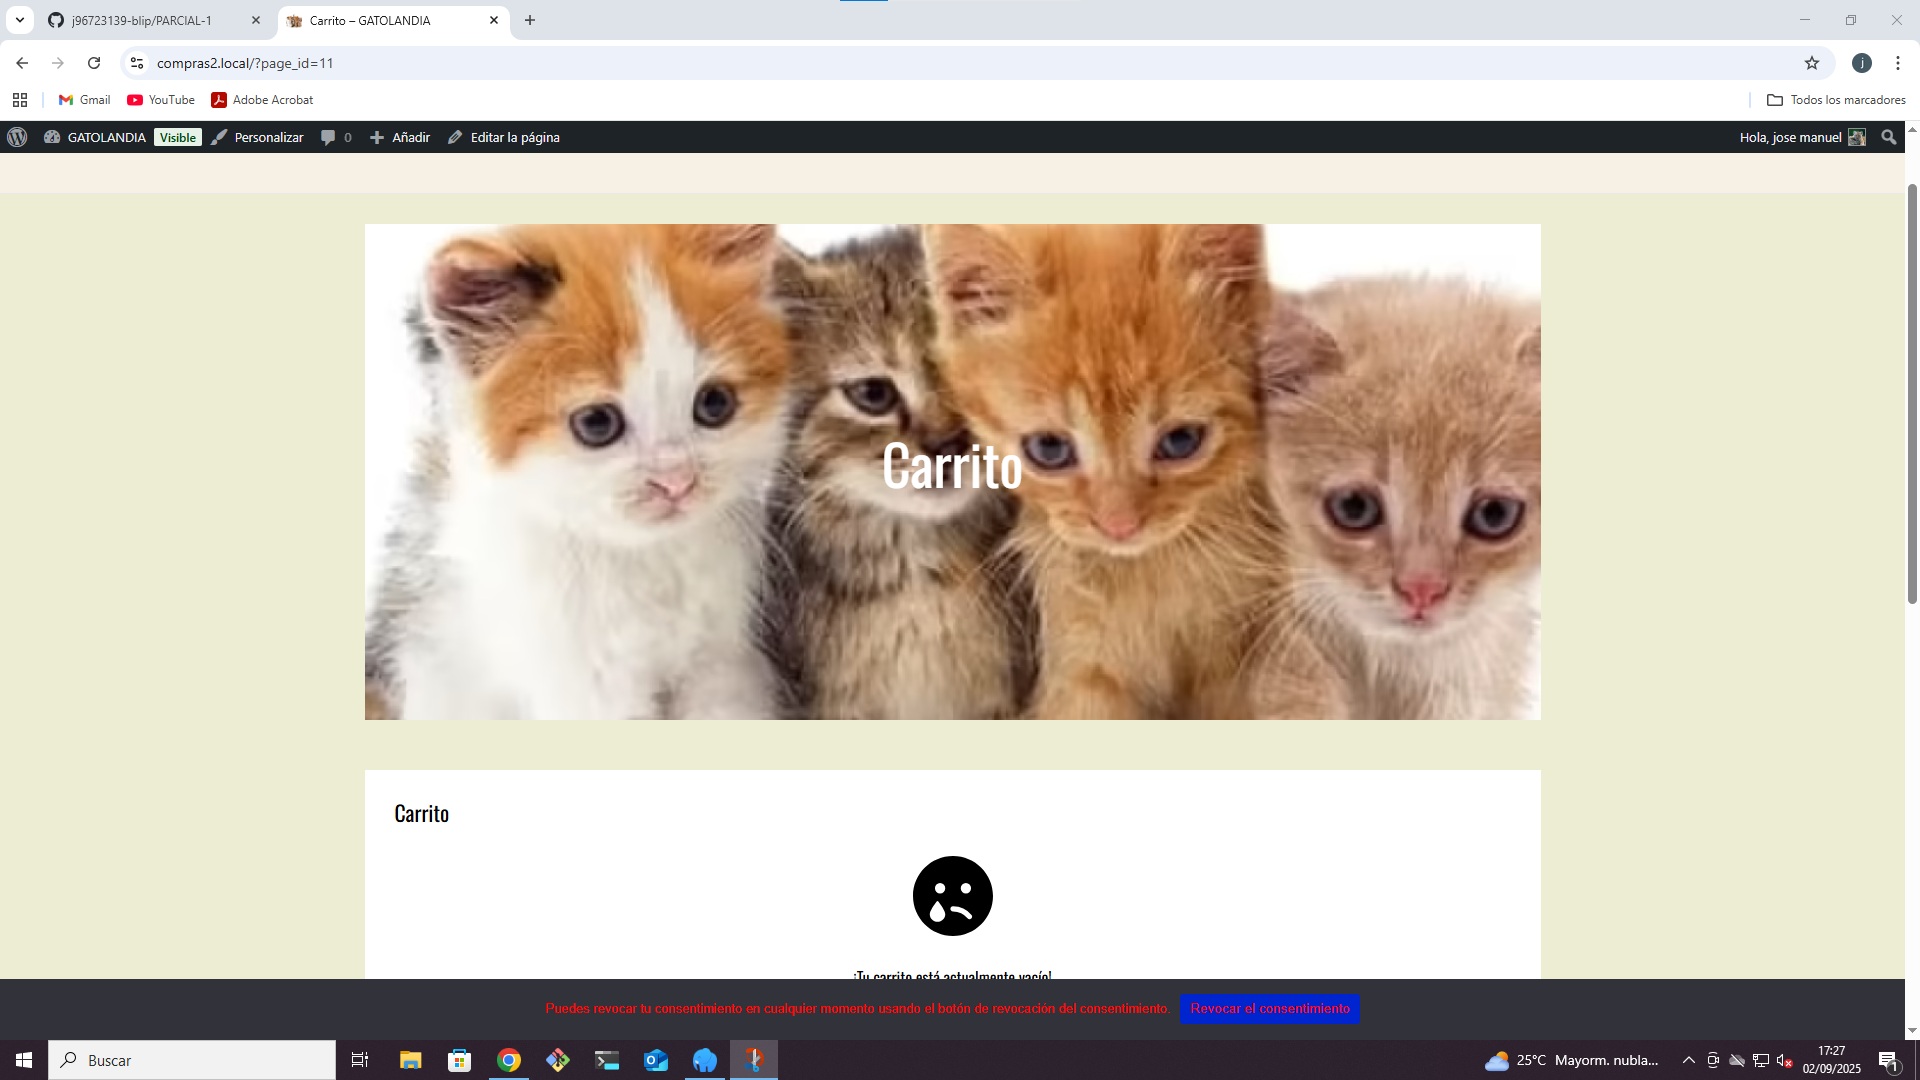 j96723139-blip/PARCIAL-1
Carrito – GATOLANDIA
compras2.local/?page_id=11
j
Gmail
YouTube
Adobe Acrobat
Todos los marcadores
GATOLANDIA
Visible
Personalizar
0
Añadir
Editar la página
Hola, jose manuel
Carrito
Carrito
¡Tu carrito está actualmente vacío!
Puedes revocar tu consentimiento en cualquier momento usando el botón de revocación del consentimiento.
Revocar el consentimiento
Buscar
25°C Mayorm. nubla...
17:27
02/09/2025
1